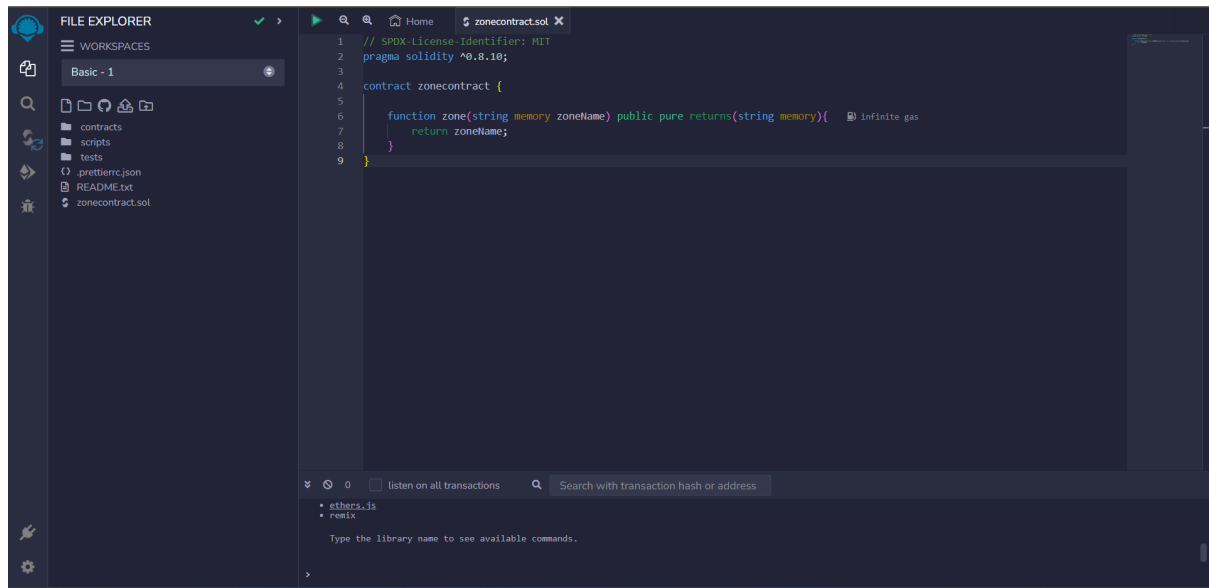 FILE EXPLORER
WORKSPACES
Basic - 1
contracts
scripts
tests
.prettierrc.json
README.txt
zonecontract.sol
Home
zonecontract.sol
1 // SPDX-License-Identifier: MIT
2 pragma solidity ^0.8.10;
3
4 contract zonecontract {
5
6 function zone(string memory zoneName) public pure returns(string memory){ infinite gas
7 return zoneName;
8 }
9 }
0 listen on all transactions Search with transaction hash or address
• ethers.js
• remix
Type the library name to see available commands.
>